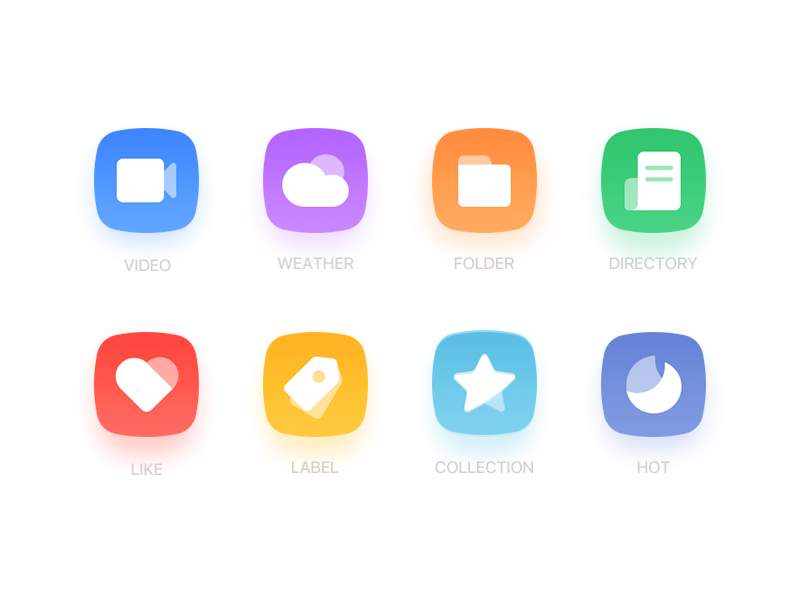 VIDEO
WEATHER
FOLDER
DIRECTORY
LIKE
LABEL
COLLECTION
HOT